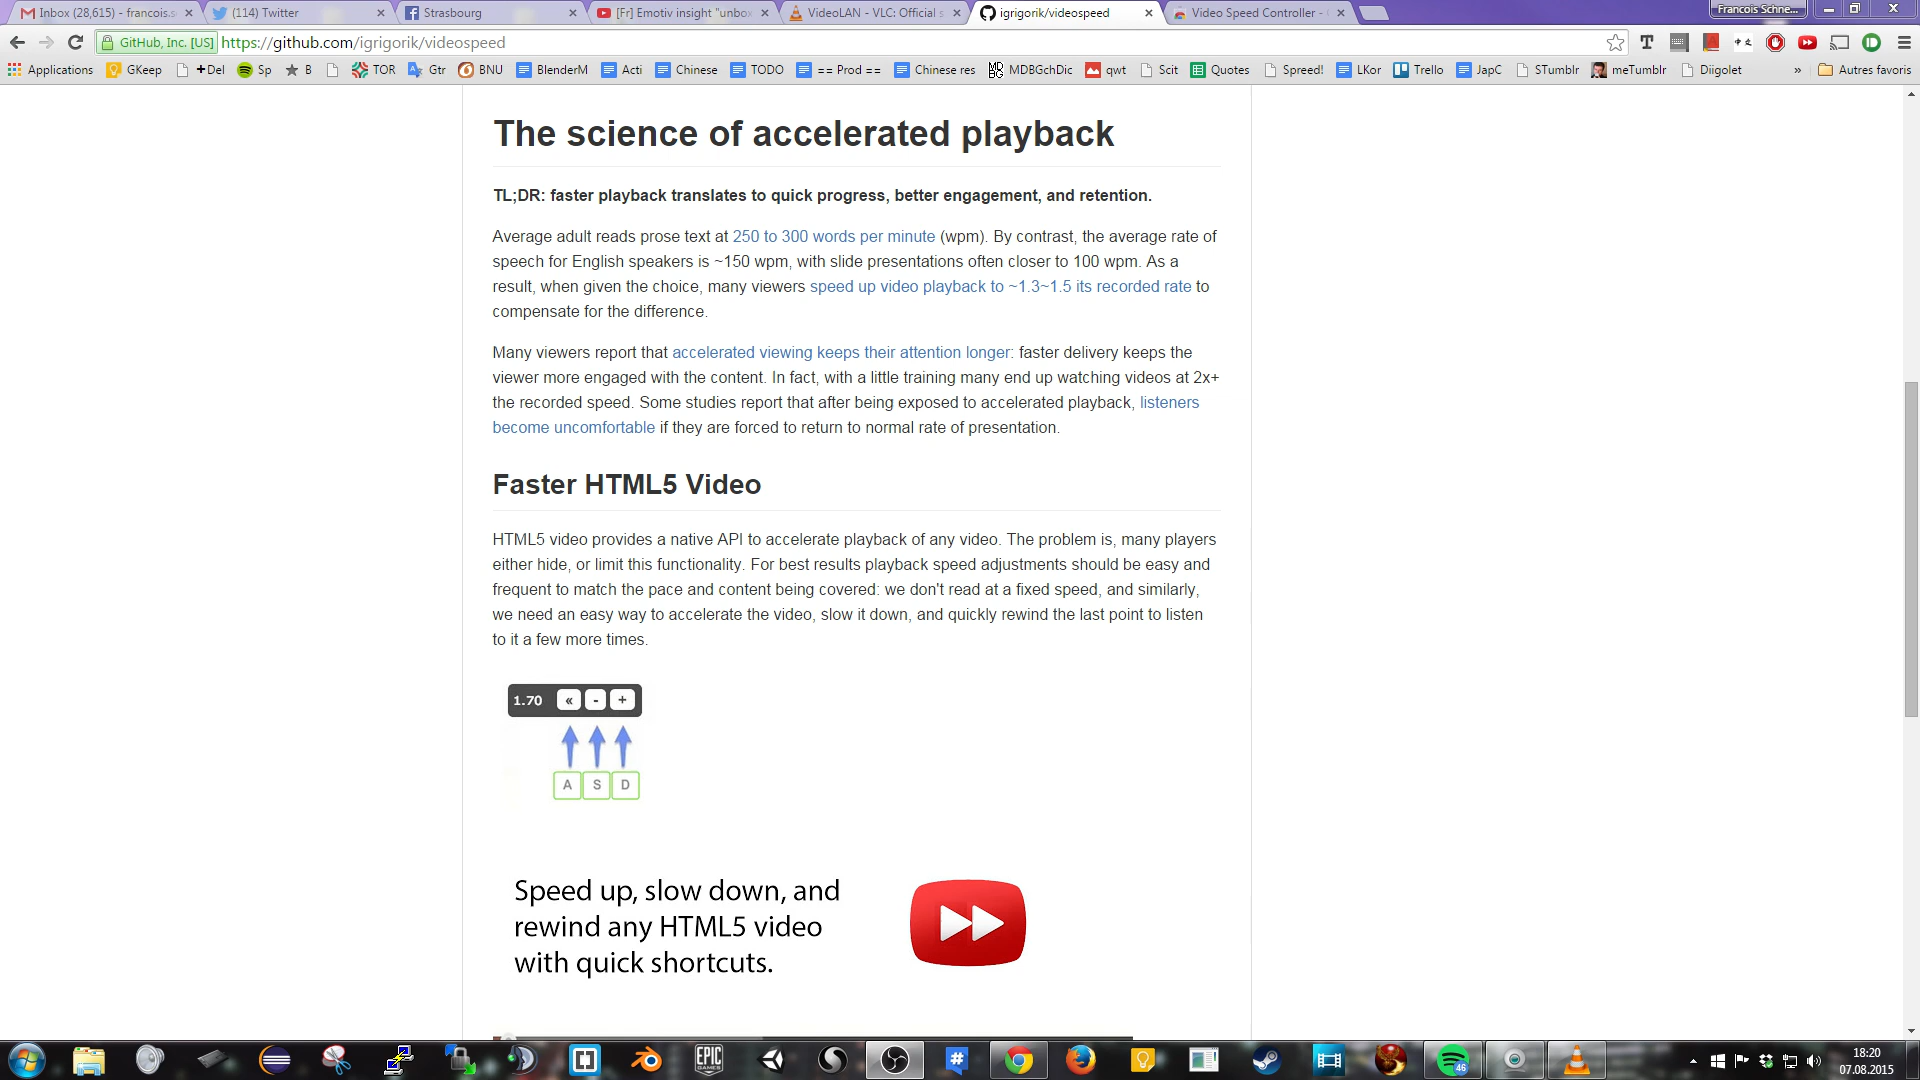 Inbox (28,615) - francois.s
(114) Twitter
Strasbourg
[Fr] Emotiv insight "unbox
VideoLAN - VLC: Official s
igrigorik/videospeed
Video Speed Controller -
Francois Schne...
GitHub, Inc. [US] https://github.com/igrigorik/videospeed
Applications GKeep +Del Sp B TOR Gtr BNU BlenderM Acti Chinese TODO == Prod == Chinese res MDBGchDic qwt Scit Quotes Spreed! LKor Trello JapC STumblr meTumblr Diigolet » Autres favoris
The science of accelerated playback
TL;DR: faster playback translates to quick progress, better engagement, and retention.
Average adult reads prose text at 250 to 300 words per minute (wpm). By contrast, the average rate of
speech for English speakers is ~150 wpm, with slide presentations often closer to 100 wpm. As a
result, when given the choice, many viewers speed up video playback to ~1.3~1.5 its recorded rate to
compensate for the difference.
Many viewers report that accelerated viewing keeps their attention longer: faster delivery keeps the
viewer more engaged with the content. In fact, with a little training many end up watching videos at 2x+
the recorded speed. Some studies report that after being exposed to accelerated playback, listeners
become uncomfortable if they are forced to return to normal rate of presentation.
Faster HTML5 Video
HTML5 video provides a native API to accelerate playback of any video. The problem is, many players
either hide, or limit this functionality. For best results playback speed adjustments should be easy and
frequent to match the pace and content being covered: we don't read at a fixed speed, and similarly,
we need an easy way to accelerate the video, slow it down, and quickly rewind the last point to listen
to it a few more times.
1.70 « - +
A S D
Speed up, slow down, and
rewind any HTML5 video
with quick shortcuts.
EPIC GAMES
46
18:20
07.08.2015